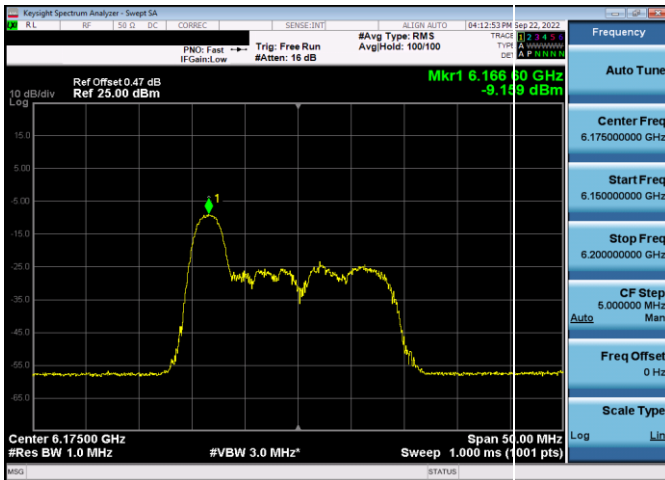 Keysight Spectrum Analyzer - Swept SA
RL RF 50 Ω DC CORREC SENSE:INT ALIGN AUTO 04:12:53 PM Sep 22, 2022
#Avg Type: RMS TRACE 1 2 3 4 5 6
PNO: Fast Trig: Free Run Avg|Hold: 100/100 TYPE A WWWWW
IFGain:Low #Atten: 16 dB DET A P N N N N
Mkr1 6.166 60 GHz
Ref Offset 0.47 dB -9.159 dBm
10 dB/div Ref 25.00 dBm
Log
15.0
5.00
-5.00
-15.0
-25.0
-35.0
-45.0
-55.0
-65.0
1
Center 6.17500 GHz Span 50.00 MHz
#Res BW 1.0 MHz #VBW 3.0 MHz* Sweep 1.000 ms (1001 pts)
MSG STATUS
Frequency
Auto Tune
Center Freq
6.175000000 GHz
Start Freq
6.150000000 GHz
Stop Freq
6.200000000 GHz
CF Step
5.000000 MHz
Auto Man
Freq Offset
0 Hz
Scale Type
Log Lin